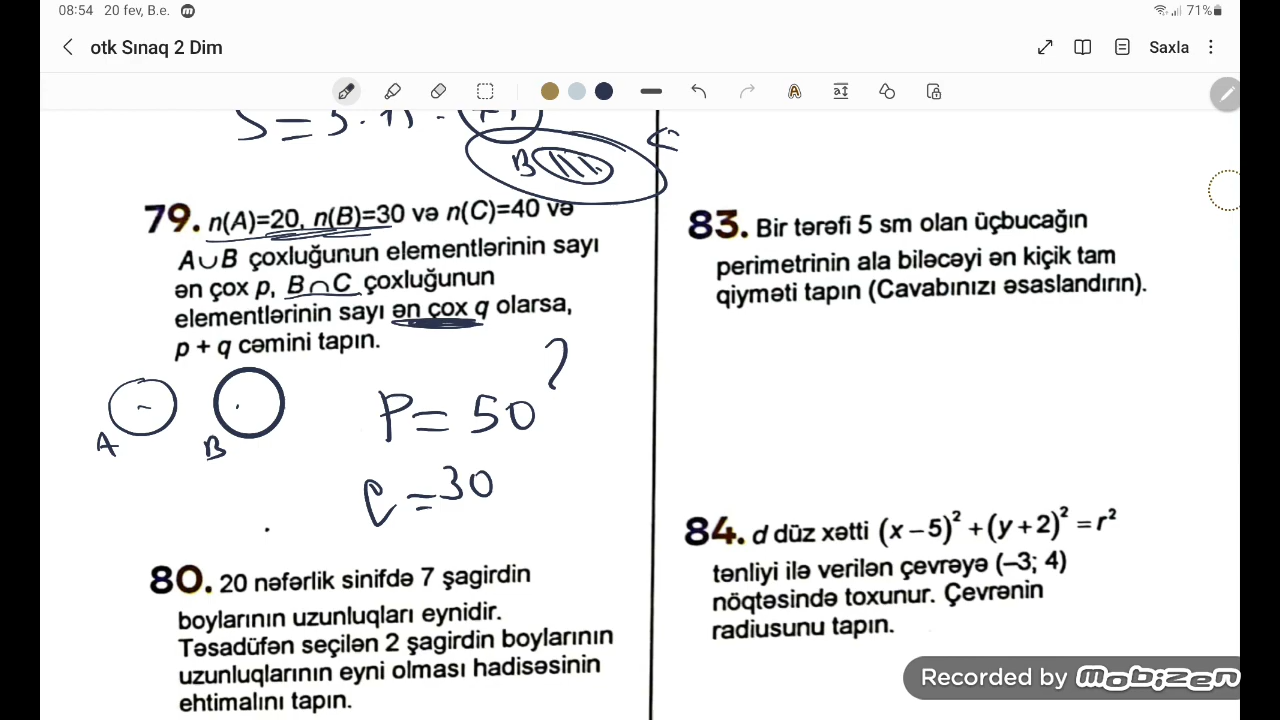 08:54 20 fev, B.e. m
71%
otk Sınaq 2 Dim
Saxla
B
79. n(A)=20, n(B)=30 və n(C)=40 və
A∪B çoxluğunun elementlərinin sayı
ən çox p, B∩C çoxluğunun
elementlərinin sayı ən çox q olarsa,
p + q cəmini tapın.
A
B
P = 50
= 30
80. 20 nəfərlik sinifdə 7 şagirdin
boylarının uzunluqları eynidir.
Təsadüfən seçilən 2 şagirdin boylarının
uzunluqlarının eyni olması hadisəsinin
ehtimalını tapın.
83. Bir tərəfi 5 sm olan üçbucağın
perimetrinin ala biləcəyi ən kiçik tam
qiyməti tapın (Cavabınızı əsaslandırın).
84. d düz xətti (x – 5)² + (y + 2)² = r²
tənliyi ilə verilən çevrəyə (–3; 4)
nöqtəsində toxunur. Çevrənin
radiusunu tapın.
Recorded by mobizen